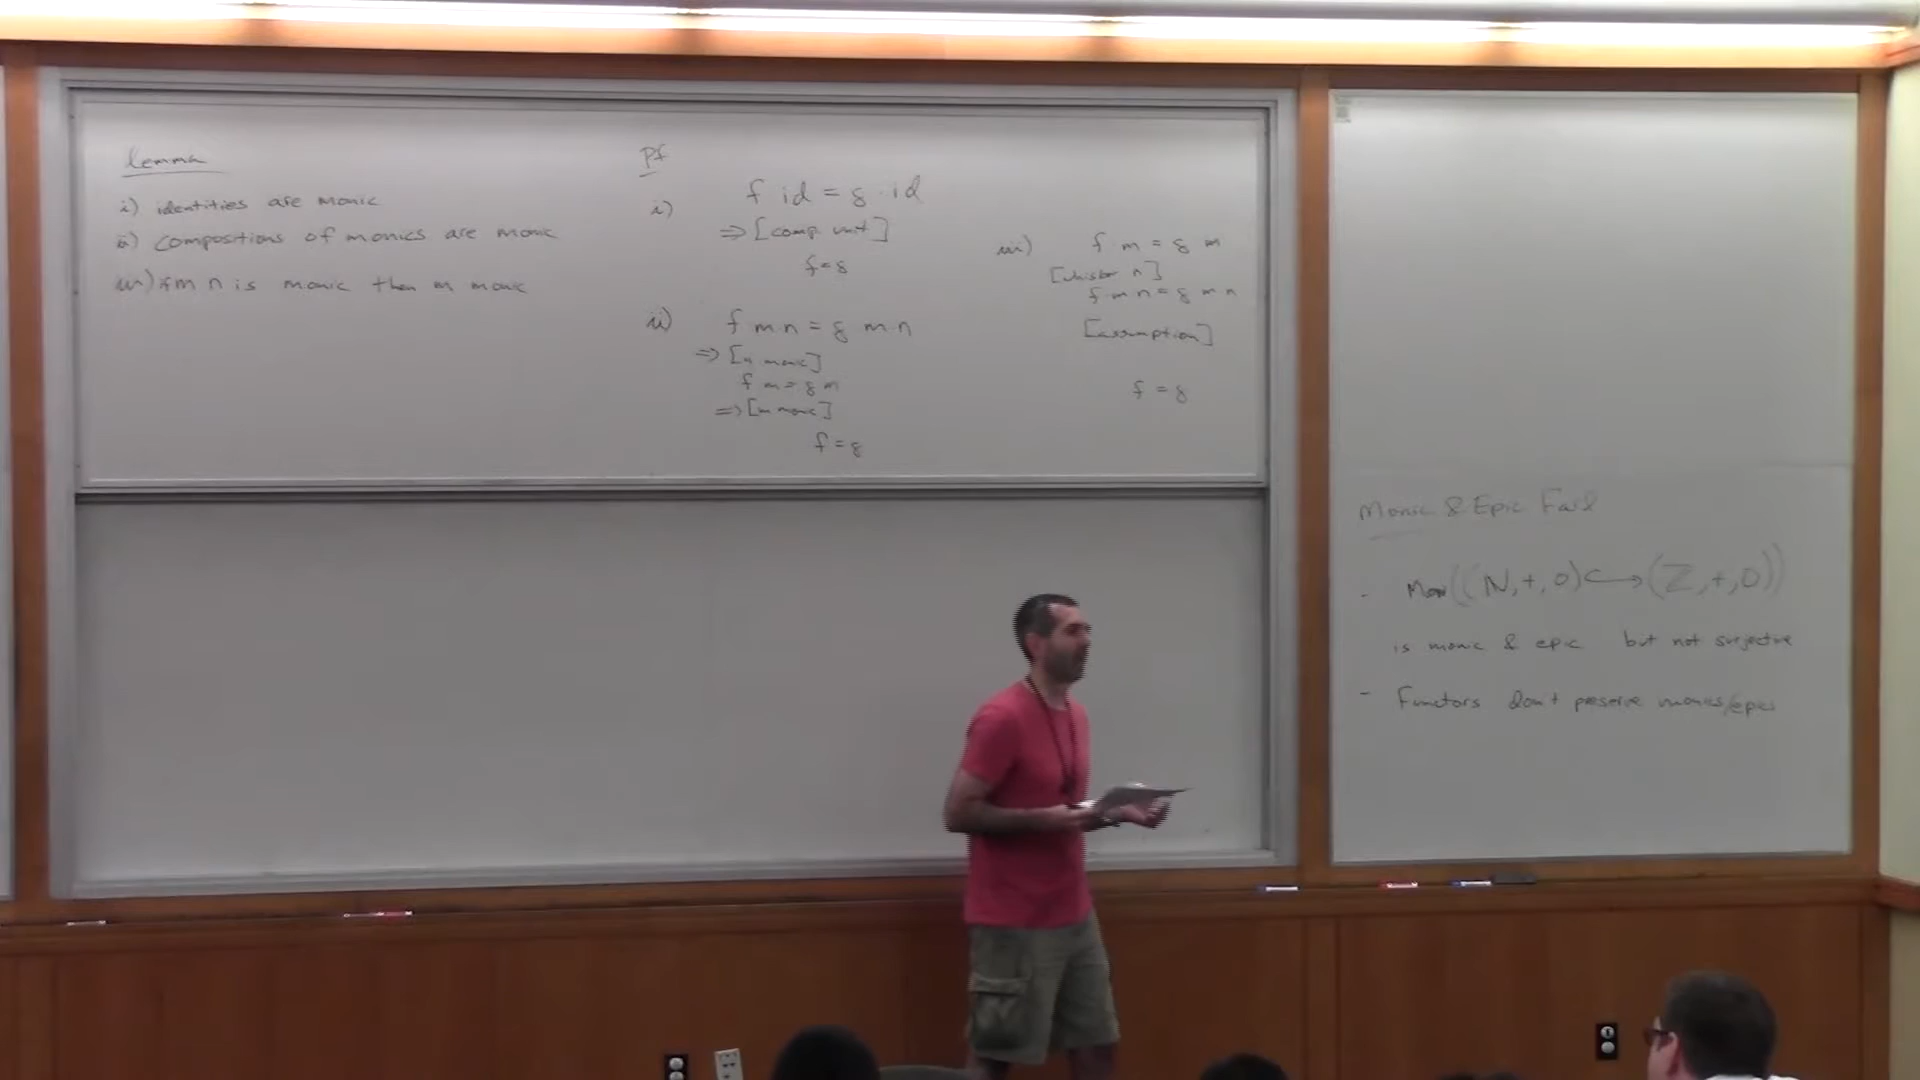 lemma
i) identities are monic
ii) compositions of monics are monic
iii) if m n is monic then m monic
Pf
i) f id = g · id
⇒ [comp unit]
f = g
ii) f m·n = g m·n
⇒ [n monic]
f m = g m
⇒ [m monic]
f = g
iii) f m = g m
[whisker n]
f m n = g m n
[assumption]
f = g
Monic & Epic Fail
- Mon((ℕ,+,0)↪(ℤ,+,0))
is monic & epic but not surjective
- Functors don't preserve monics/epics